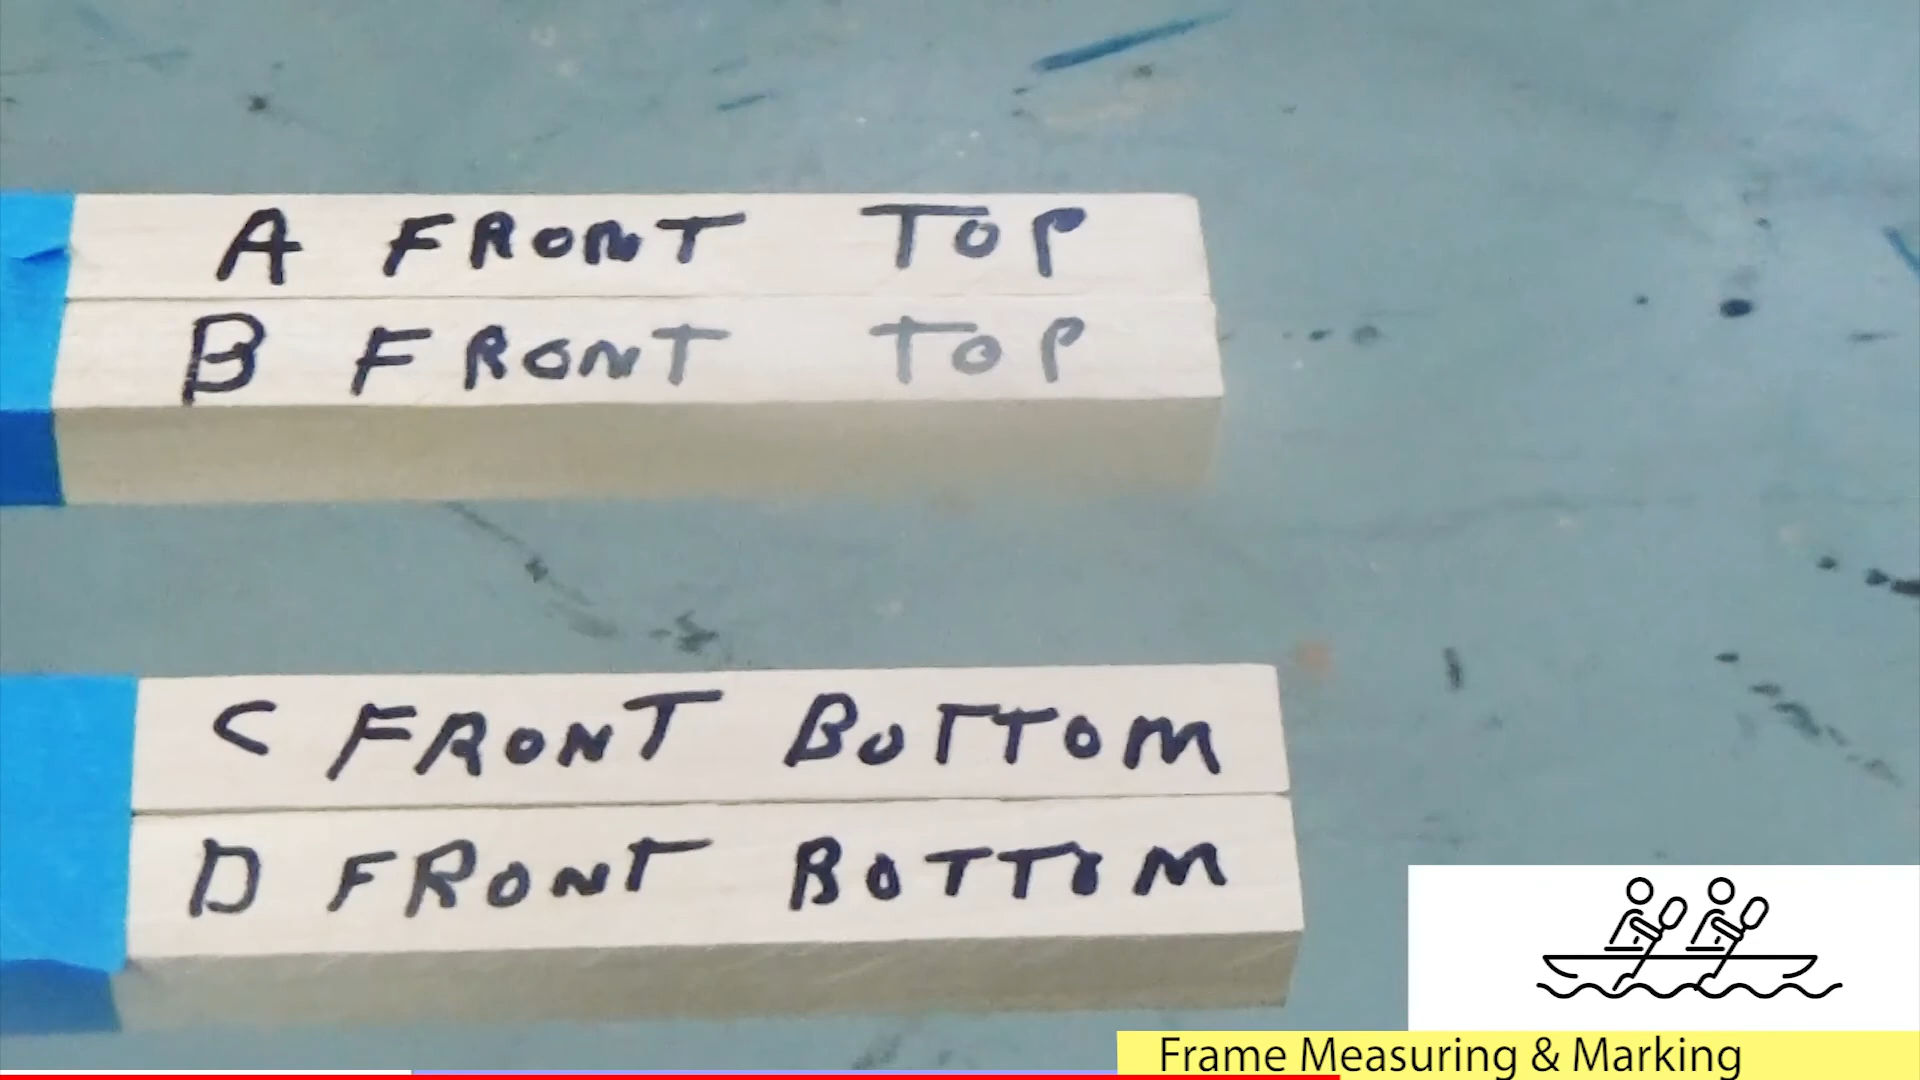 A FRONT TOP
B FRONT TOP
C FRONT BOTTOM
D FRONT BOTTOM
Frame Measuring & Marking